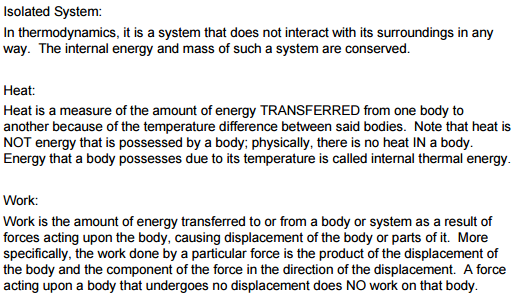 Isolated System:
In thermodynamics, it is a system that does not interact with its surroundings in any
way.  The internal energy and mass of such a system are conserved.
Heat:
Heat is a measure of the amount of energy TRANSFERRED from one body to
another because of the temperature difference between said bodies.  Note that heat is
NOT energy that is possessed by a body; physically, there is no heat IN a body.
Energy that a body possesses due to its temperature is called internal thermal energy.
Work:
Work is the amount of energy transferred to or from a body or system as a result of
forces acting upon the body, causing displacement of the body or parts of it.  More
specifically, the work done by a particular force is the product of the displacement of
the body and the component of the force in the direction of the displacement.  A force
acting upon a body that undergoes no displacement does NO work on that body.